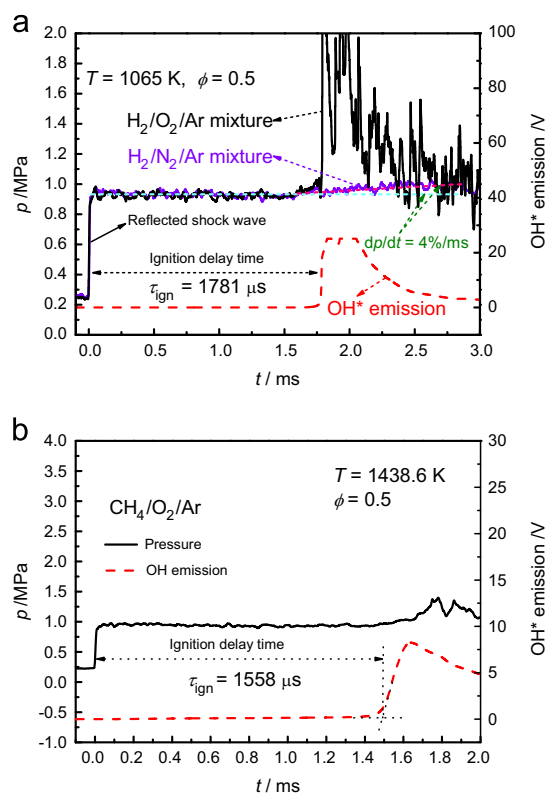 a
2.0
1.8
1.6
1.4
1.2
1.0
0.8
0.6
0.4
0.2
0.0
p /MPa
100
80
60
40
20
0
OH* emission /V
T = 1065 K, ϕ = 0.5
H₂/O₂/Ar mixture
H₂/N₂/Ar mixture
Reflected shock wave
dp/dt = 4%/ms
Ignition delay time
τign = 1781 μs
OH* emission
0.0 0.5 1.0 1.5 2.0 2.5 3.0
t / ms
b
4.0
3.5
3.0
2.5
2.0
1.5
1.0
0.5
0.0
-0.5
-1.0
p /MPa
30
25
20
15
10
5
0
OH* emission /V
T = 1438.6 K
ϕ = 0.5
CH₄/O₂/Ar
Pressure
OH emission
Ignition delay time
τign = 1558 μs
0.0 0.2 0.4 0.6 0.8 1.0 1.2 1.4 1.6 1.8 2.0
t / ms